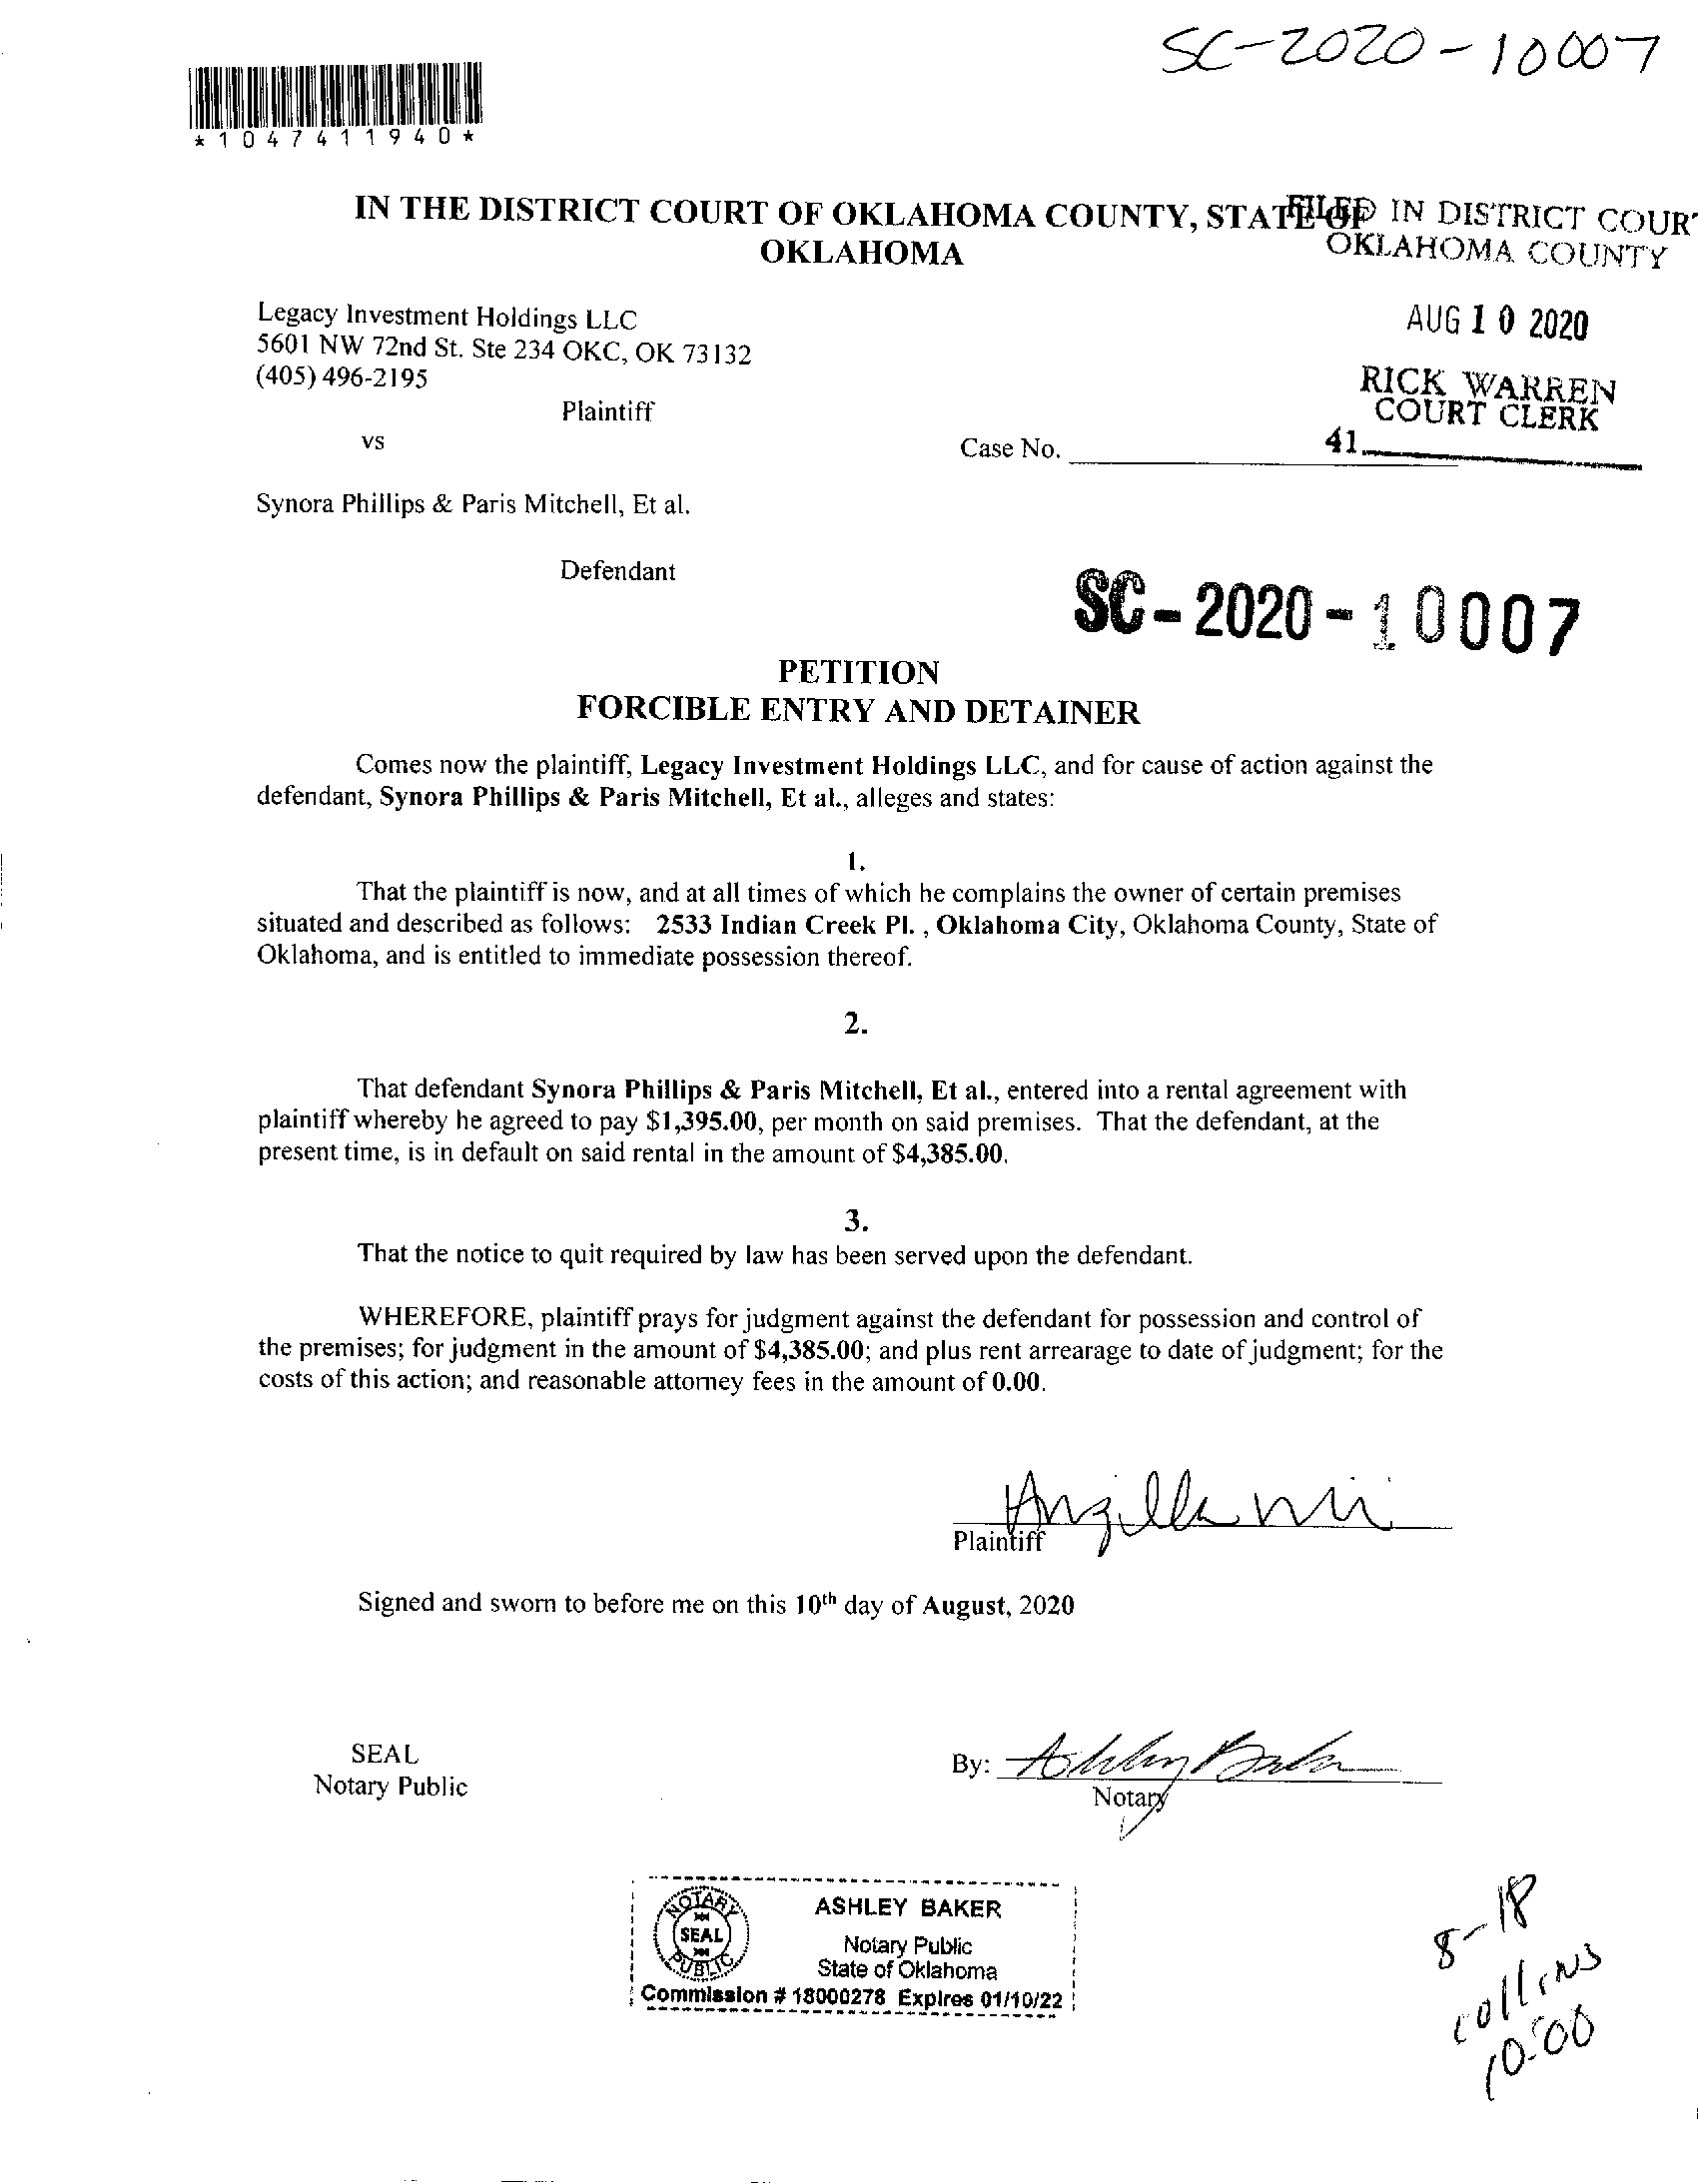 SC-2020-10007
*1047411940*
IN THE DISTRICT COURT OF OKLAHOMA COUNTY, STATE OF
OKLAHOMA
FILED IN DISTRICT COUR
OKLAHOMA COUNTY
Legacy Investment Holdings LLC
5601 NW 72nd St. Ste 234 OKC, OK 73132
(405) 496-2195
AUG 10 2020
RICK WARREN
COURT CLERK
41
Plaintiff
vs
Case No.
Synora Phillips & Paris Mitchell, Et al.
Defendant
SC-2020-10007
PETITION
FORCIBLE ENTRY AND DETAINER
Comes now the plaintiff, Legacy Investment Holdings LLC, and for cause of action against the
defendant, Synora Phillips & Paris Mitchell, Et al., alleges and states:
1.
That the plaintiff is now, and at all times of which he complains the owner of certain premises
situated and described as follows: 2533 Indian Creek Pl. , Oklahoma City, Oklahoma County, State of
Oklahoma, and is entitled to immediate possession thereof.
2.
That defendant Synora Phillips & Paris Mitchell, Et al., entered into a rental agreement with
plaintiff whereby he agreed to pay $1,395.00, per month on said premises. That the defendant, at the
present time, is in default on said rental in the amount of $4,385.00.
3.
That the notice to quit required by law has been served upon the defendant.
WHEREFORE, plaintiff prays for judgment against the defendant for possession and control of
the premises; for judgment in the amount of $4,385.00; and plus rent arrearage to date of judgment; for the
costs of this action; and reasonable attorney fees in the amount of 0.00.
Plaintiff
Signed and sworn to before me on this 10th day of August, 2020
SEAL
Notary Public
By: Ashley Baker
Notary
NOTARY
SEAL
PUBLIC
ASHLEY BAKER
Notary Public
State of Oklahoma
Commission # 18000278 Expires 01/10/22
8-18
collins
10:00